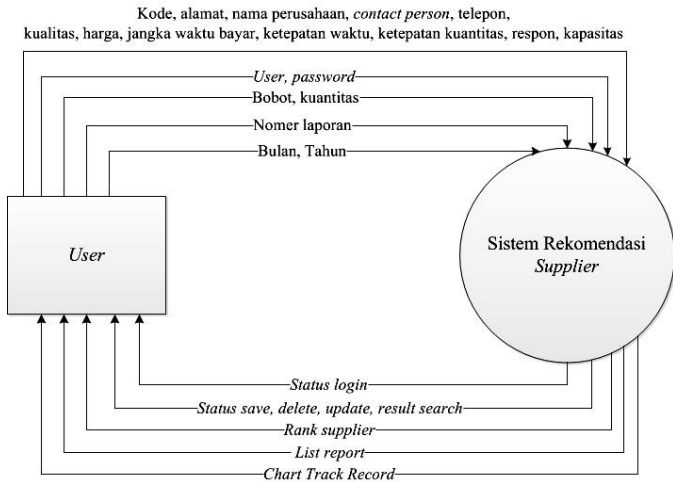 Kode, alamat, nama perusahaan, contact person, telepon,
kualitas, harga, jangka waktu bayar, ketepatan waktu, ketepatan kuantitas, respon, kapasitas
User, password
Bobot, kuantitas
Nomer laporan
Bulan, Tahun
User
Sistem Rekomendasi
Supplier
Status login
Status save, delete, update, result search
Rank supplier
List report
Chart Track Record